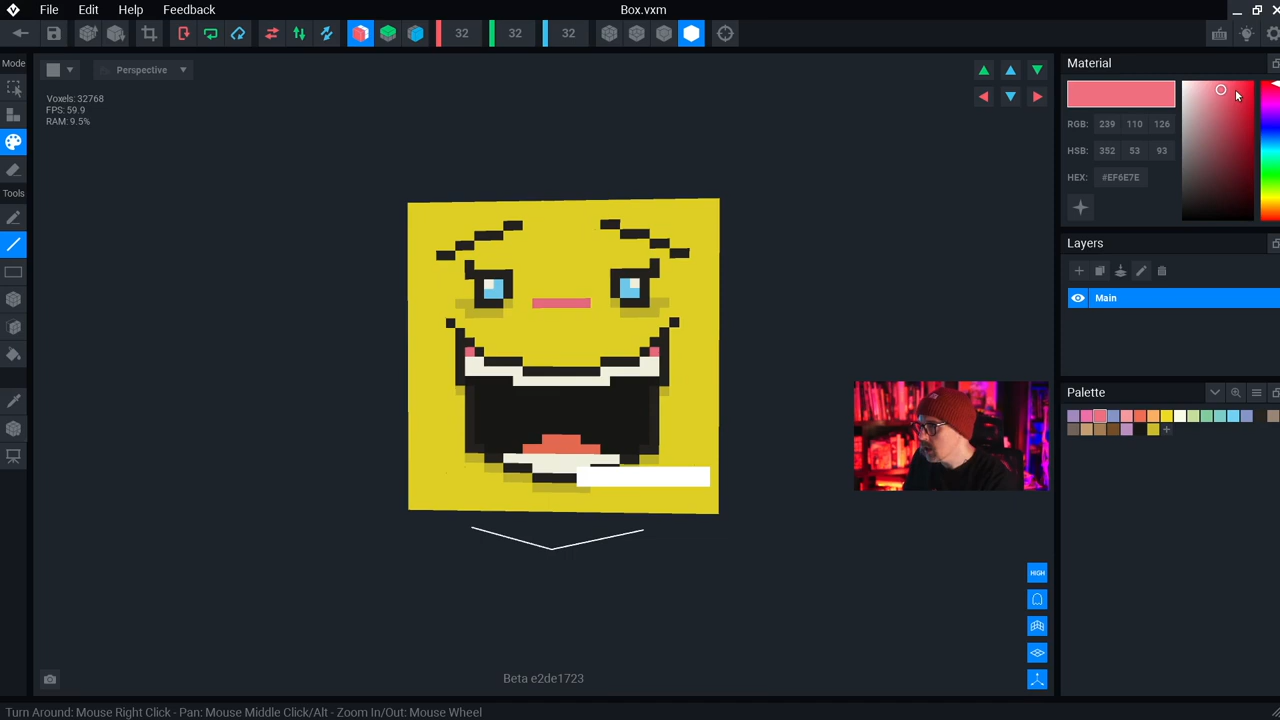 File Edit Help Feedback
Box.vxm
32 32 32
Mode
Tools
Perspective
Voxels: 32768
FPS: 59.9
RAM: 9.5%
Material
RGB: 239 110 126
HSB: 352 53 93
HEX: #EF6E7E
Layers
Main
Palette
HIGH
Beta e2de1723
Turn Around: Mouse Right Click - Pan: Mouse Middle Click/Alt - Zoom In/Out: Mouse Wheel